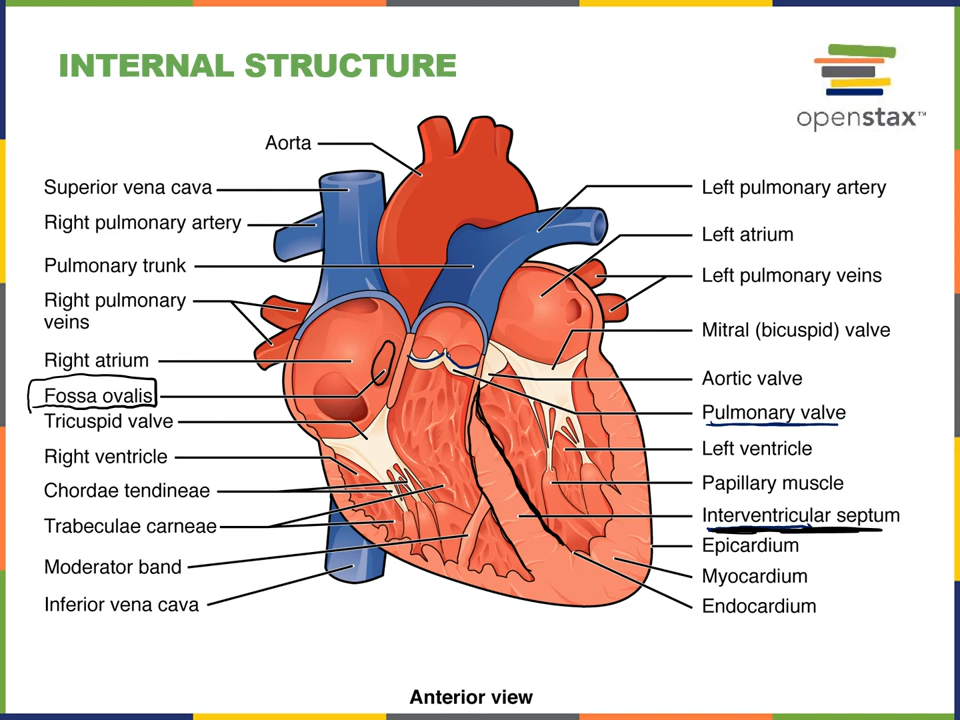 INTERNAL STRUCTURE
openstax™
Aorta
Superior vena cava
Right pulmonary artery
Pulmonary trunk
Right pulmonary
veins
Right atrium
Fossa ovalis
Tricuspid valve
Right ventricle
Chordae tendineae
Trabeculae carneae
Moderator band
Inferior vena cava
Left pulmonary artery
Left atrium
Left pulmonary veins
Mitral (bicuspid) valve
Aortic valve
Pulmonary valve
Left ventricle
Papillary muscle
Interventricular septum
Epicardium
Myocardium
Endocardium
Anterior view